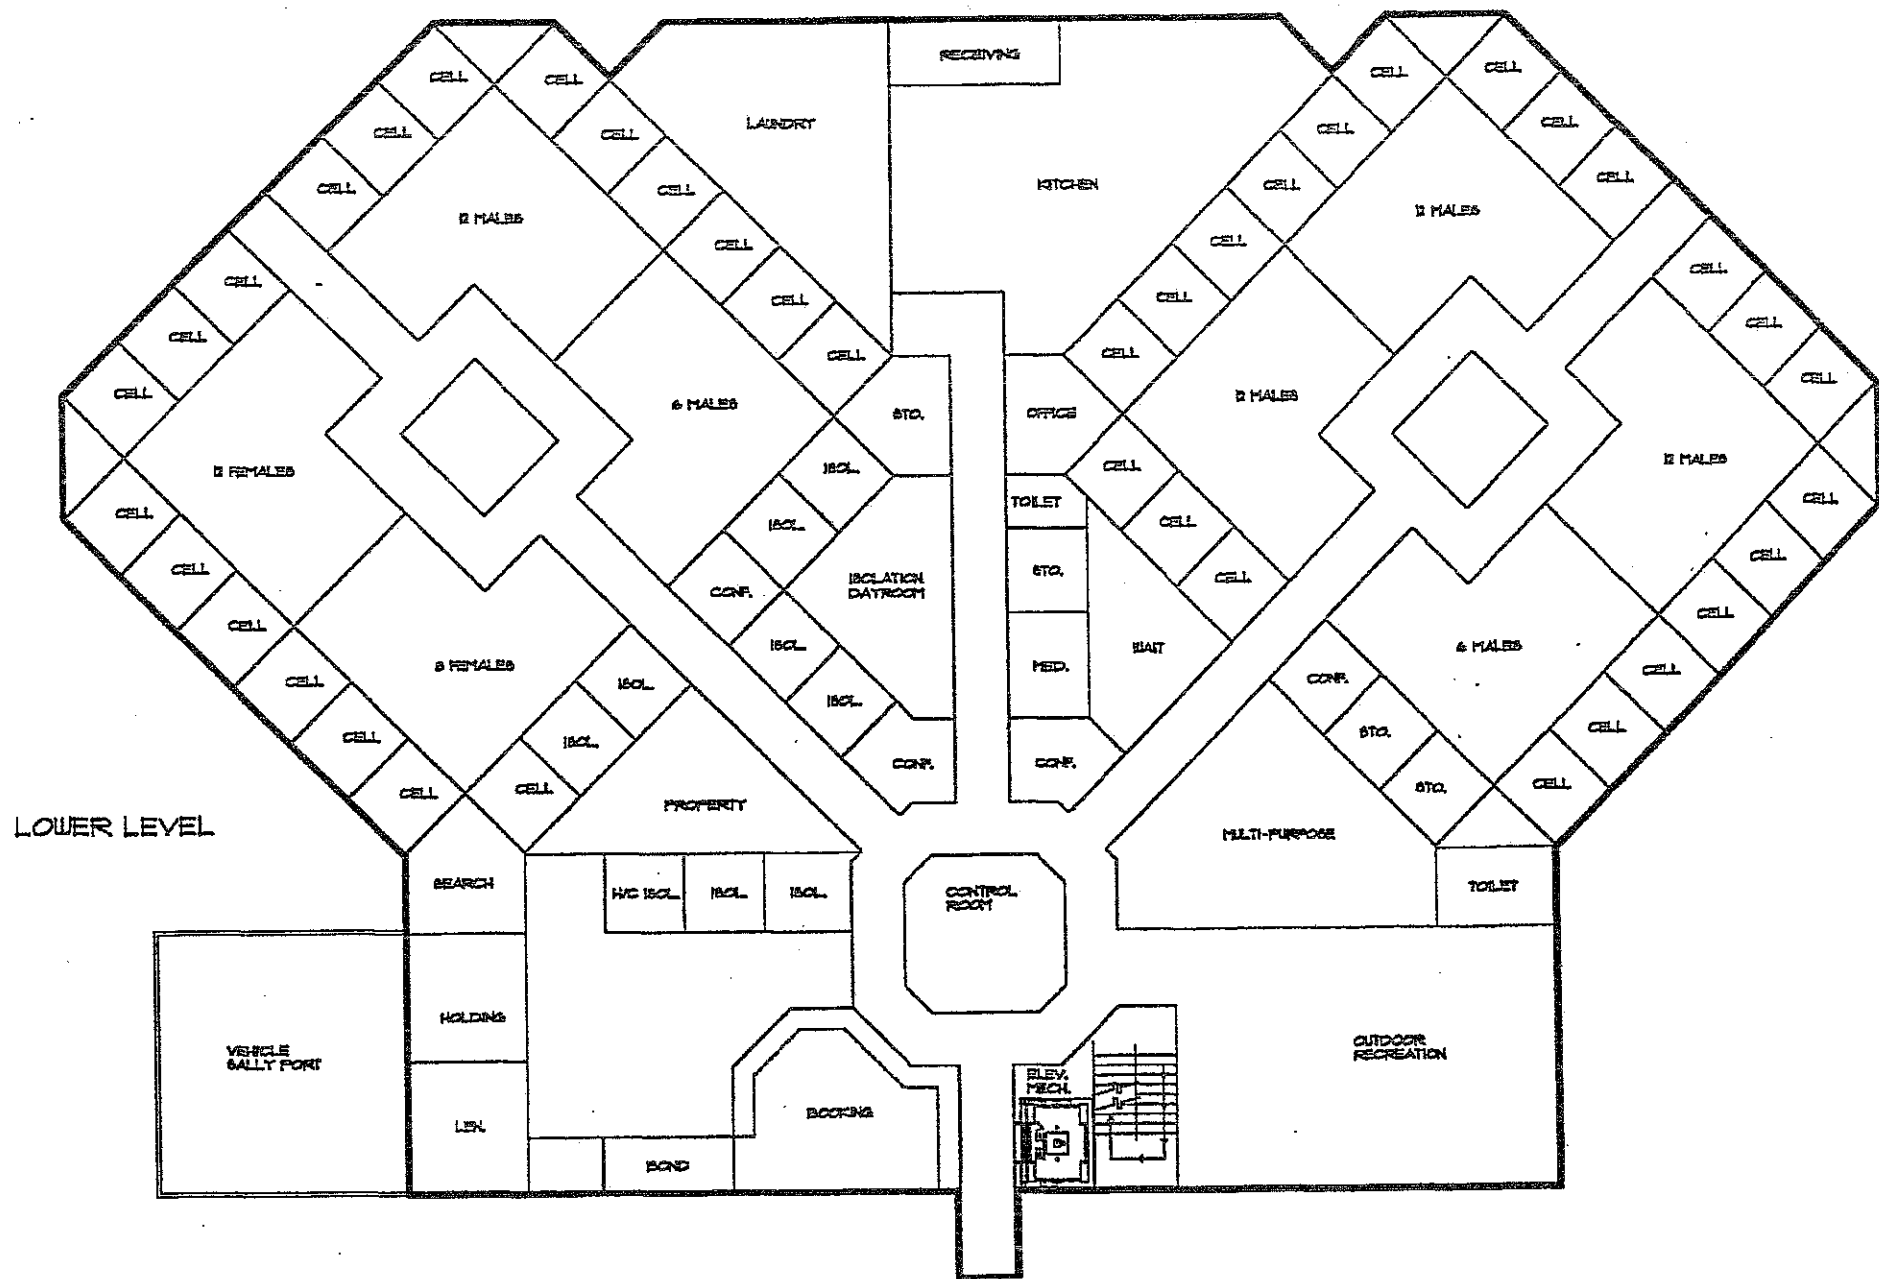 RECEIVING
CELL
CELL
CELL
CELL
LAUNDRY
CELL
CELL
CELL
CELL
CELL
CELL
KITCHEN
CELL
CELL
12 MALES
12 MALES
CELL
CELL
CELL
CELL
CELL
CELL
CELL
CELL
CELL
CELL
CELL
6 MALES
STO.
OFFICE
12 MALES
CELL
12 FEMALES
ISOL.
CELL
12 MALES
CELL
ISOL.
TOILET
CELL
CELL
CELL
CONF.
ISOLATION
DAYROOM
STO.
CELL
CELL
CELL
ISOL.
WAIT
6 MALES
CELL
8 FEMALES
MED.
CELL
ISOL.
ISOL.
CONF.
CELL
CELL
ISOL.
CONF.
CONF.
STO.
CELL
CELL
CELL
PROPERTY
STO.
CELL
LOWER LEVEL
MULTI-PURPOSE
SEARCH
H/C ISOL.
ISOL.
ISOL.
CONTROL
ROOM
TOILET
HOLDING
VEHICLE
SALLY PORT
OUTDOOR
RECREATION
ELEV.
MECH.
LEN.
BOOKING
BOND